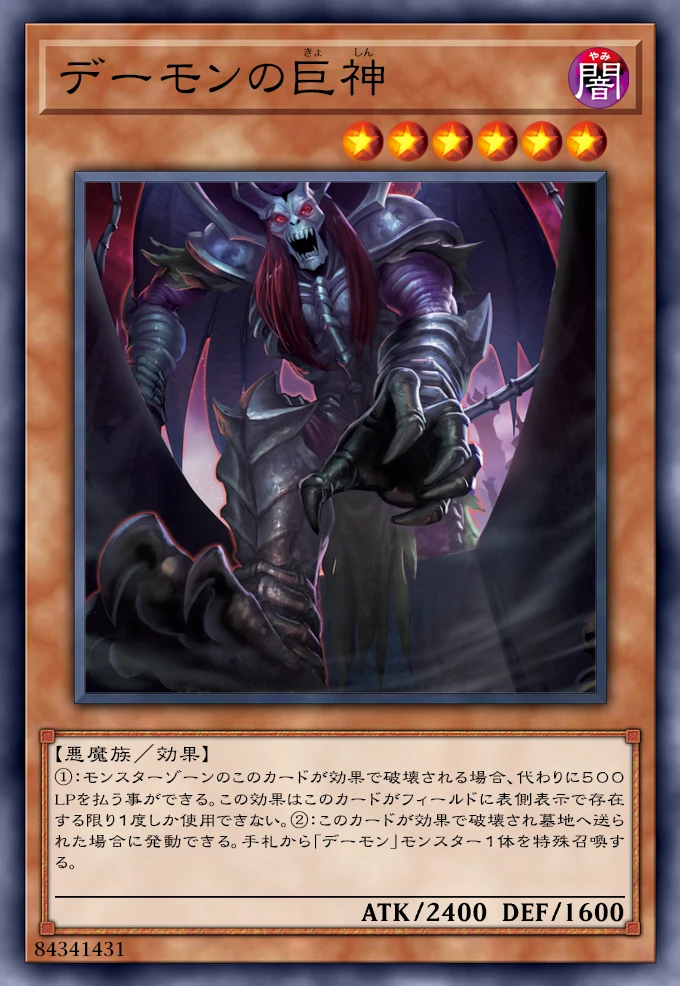 きょ しん
デーモンの巨神
やみ
闇
【悪魔族／効果】
①：モンスターゾーンのこのカードが効果で破壊される場合、代わりに５００
LPを払う事ができる。この効果はこのカードがフィールドに表側表示で存在
する限り１度しか使用できない。②：このカードが効果で破壊され墓地へ送ら
れた場合に発動できる。手札から「デーモン」モンスター１体を特殊召喚す
る。
ATK/2400 DEF/1600
84341431